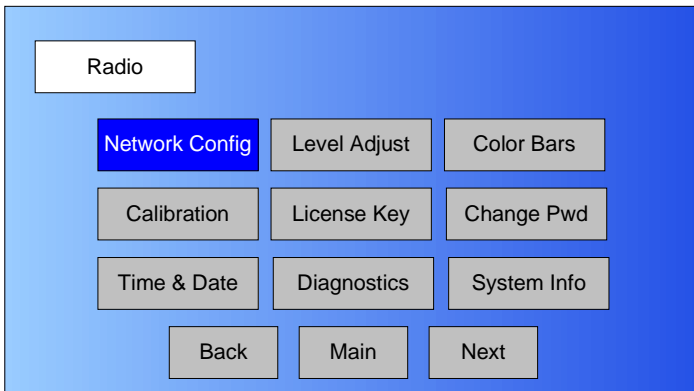 Radio
Network Config Level Adjust Color Bars
Calibration License Key Change Pwd
Time & Date Diagnostics System Info
Back Main Next